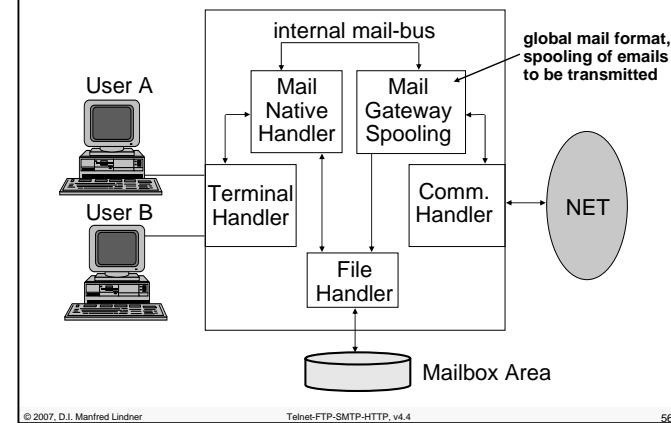 internal mail-bus
global mail format,
spooling of emails
to be transmitted
User A
Mail
Native
Handler
Mail
Gateway
Spooling
Terminal
Handler
Comm.
Handler
NET
User B
File
Handler
Mailbox Area
© 2007, D.I. Manfred Lindner
Telnet-FTP-SMTP-HTTP, v4.4
56